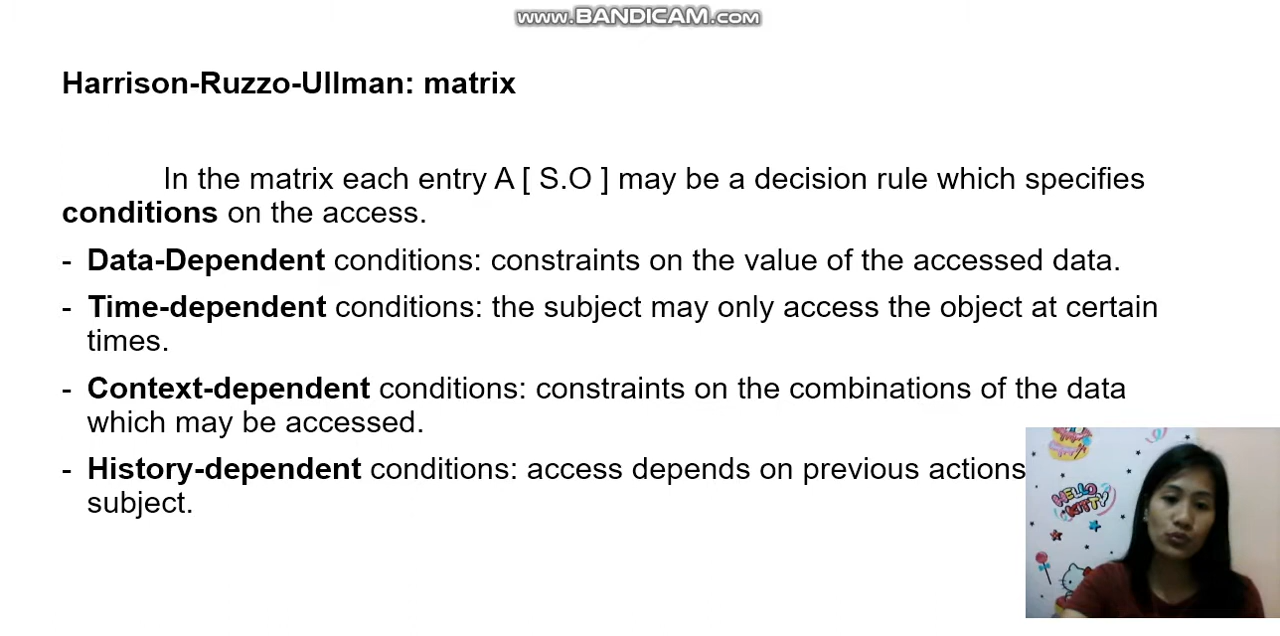 www.BANDICAM.com
Harrison-Ruzzo-Ullman: matrix
In the matrix each entry A [ S.O ] may be a decision rule which specifies
conditions on the access.
- Data-Dependent conditions: constraints on the value of the accessed data.
- Time-dependent conditions: the subject may only access the object at certain
times.
- Context-dependent conditions: constraints on the combinations of the data
which may be accessed.
- History-dependent conditions: access depends on previous actions
subject.
HELLO
KITTY